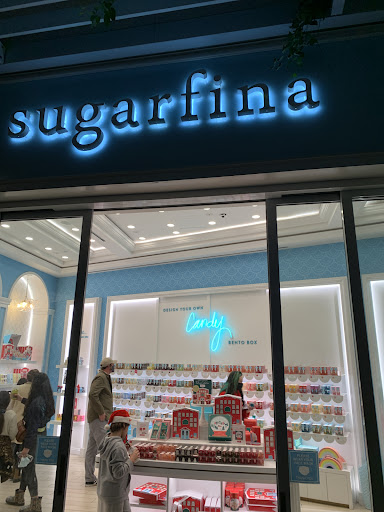 sugarfina
DESIGN YOUR OWN
Candy
BENTO BOX